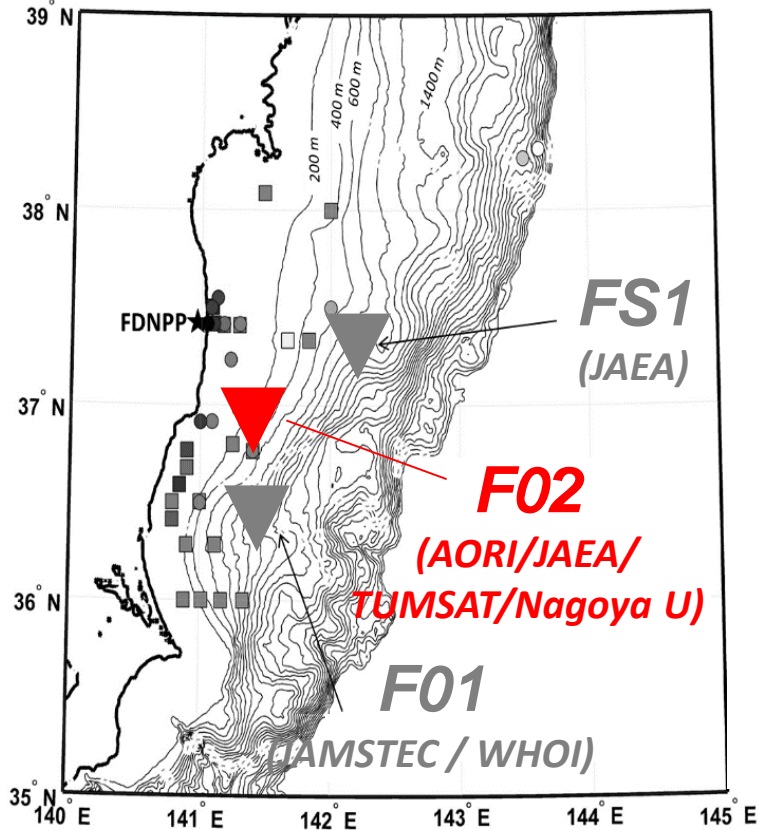 39° N
200 m
400 m
600 m
1400 m
38° N
FS1
(JAEA)
FDNPP
37° N
F02
(AORI/JAEA/
TUMSAT/Nagoya U)
36° N
F01
(JAMSTEC / WHOI)
35° N
140° E
141° E
142° E
143° E
144° E
145° E